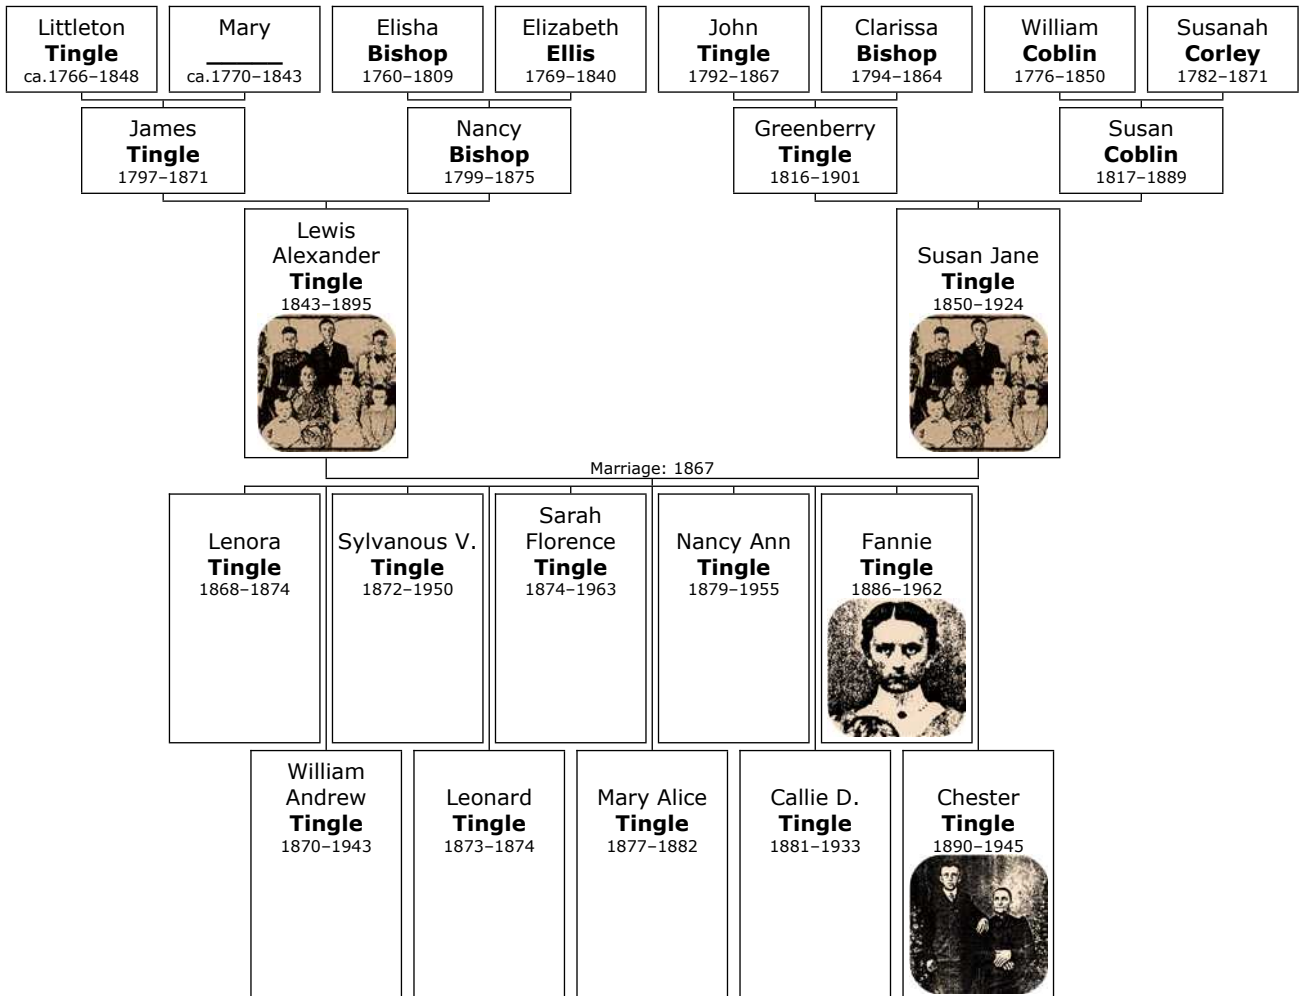 Littleton
Tingle
ca.1766–1848
Mary
______
ca.1770–1843
Elisha
Bishop
1760–1809
Elizabeth
Ellis
1769–1840
John
Tingle
1792–1867
Clarissa
Bishop
1794–1864
William
Coblin
1776–1850
Susanah
Corley
1782–1871
James
Tingle
1797–1871
Nancy
Bishop
1799–1875
Greenberry
Tingle
1816–1901
Susan
Coblin
1817–1889
Lewis
Alexander
Tingle
1843–1895
Susan Jane
Tingle
1850–1924
Marriage: 1867
Lenora
Tingle
1868–1874
Sylvanous V.
Tingle
1872–1950
Sarah
Florence
Tingle
1874–1963
Nancy Ann
Tingle
1879–1955
Fannie
Tingle
1886–1962
William
Andrew
Tingle
1870–1943
Leonard
Tingle
1873–1874
Mary Alice
Tingle
1877–1882
Callie D.
Tingle
1881–1933
Chester
Tingle
1890–1945